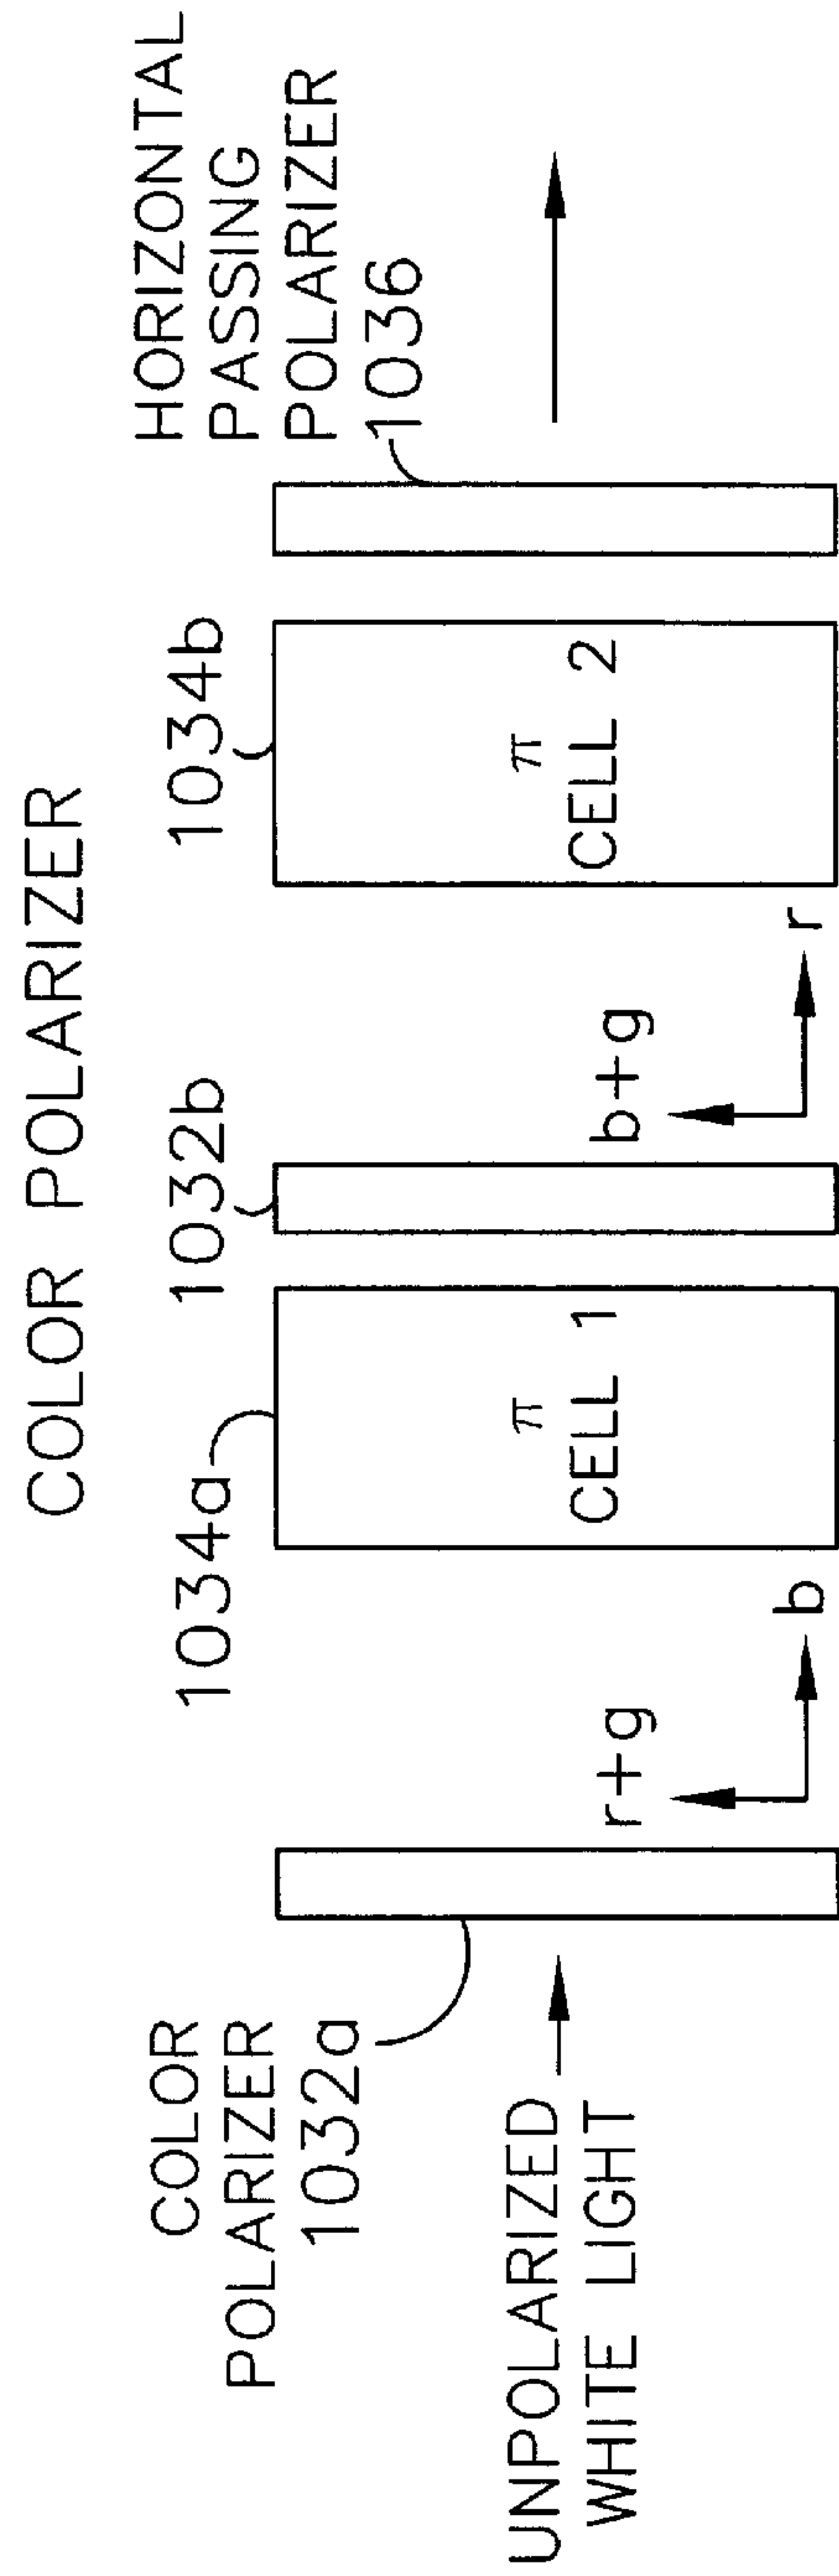 COLOR POLARIZER
COLOR
POLARIZER
1032a
1034a
1032b
1034b
HORIZONTAL
PASSING
POLARIZER
1036
UNPOLARIZED
WHITE LIGHT
r+g
b
π
CELL 1
b+g
r
π
CELL 2